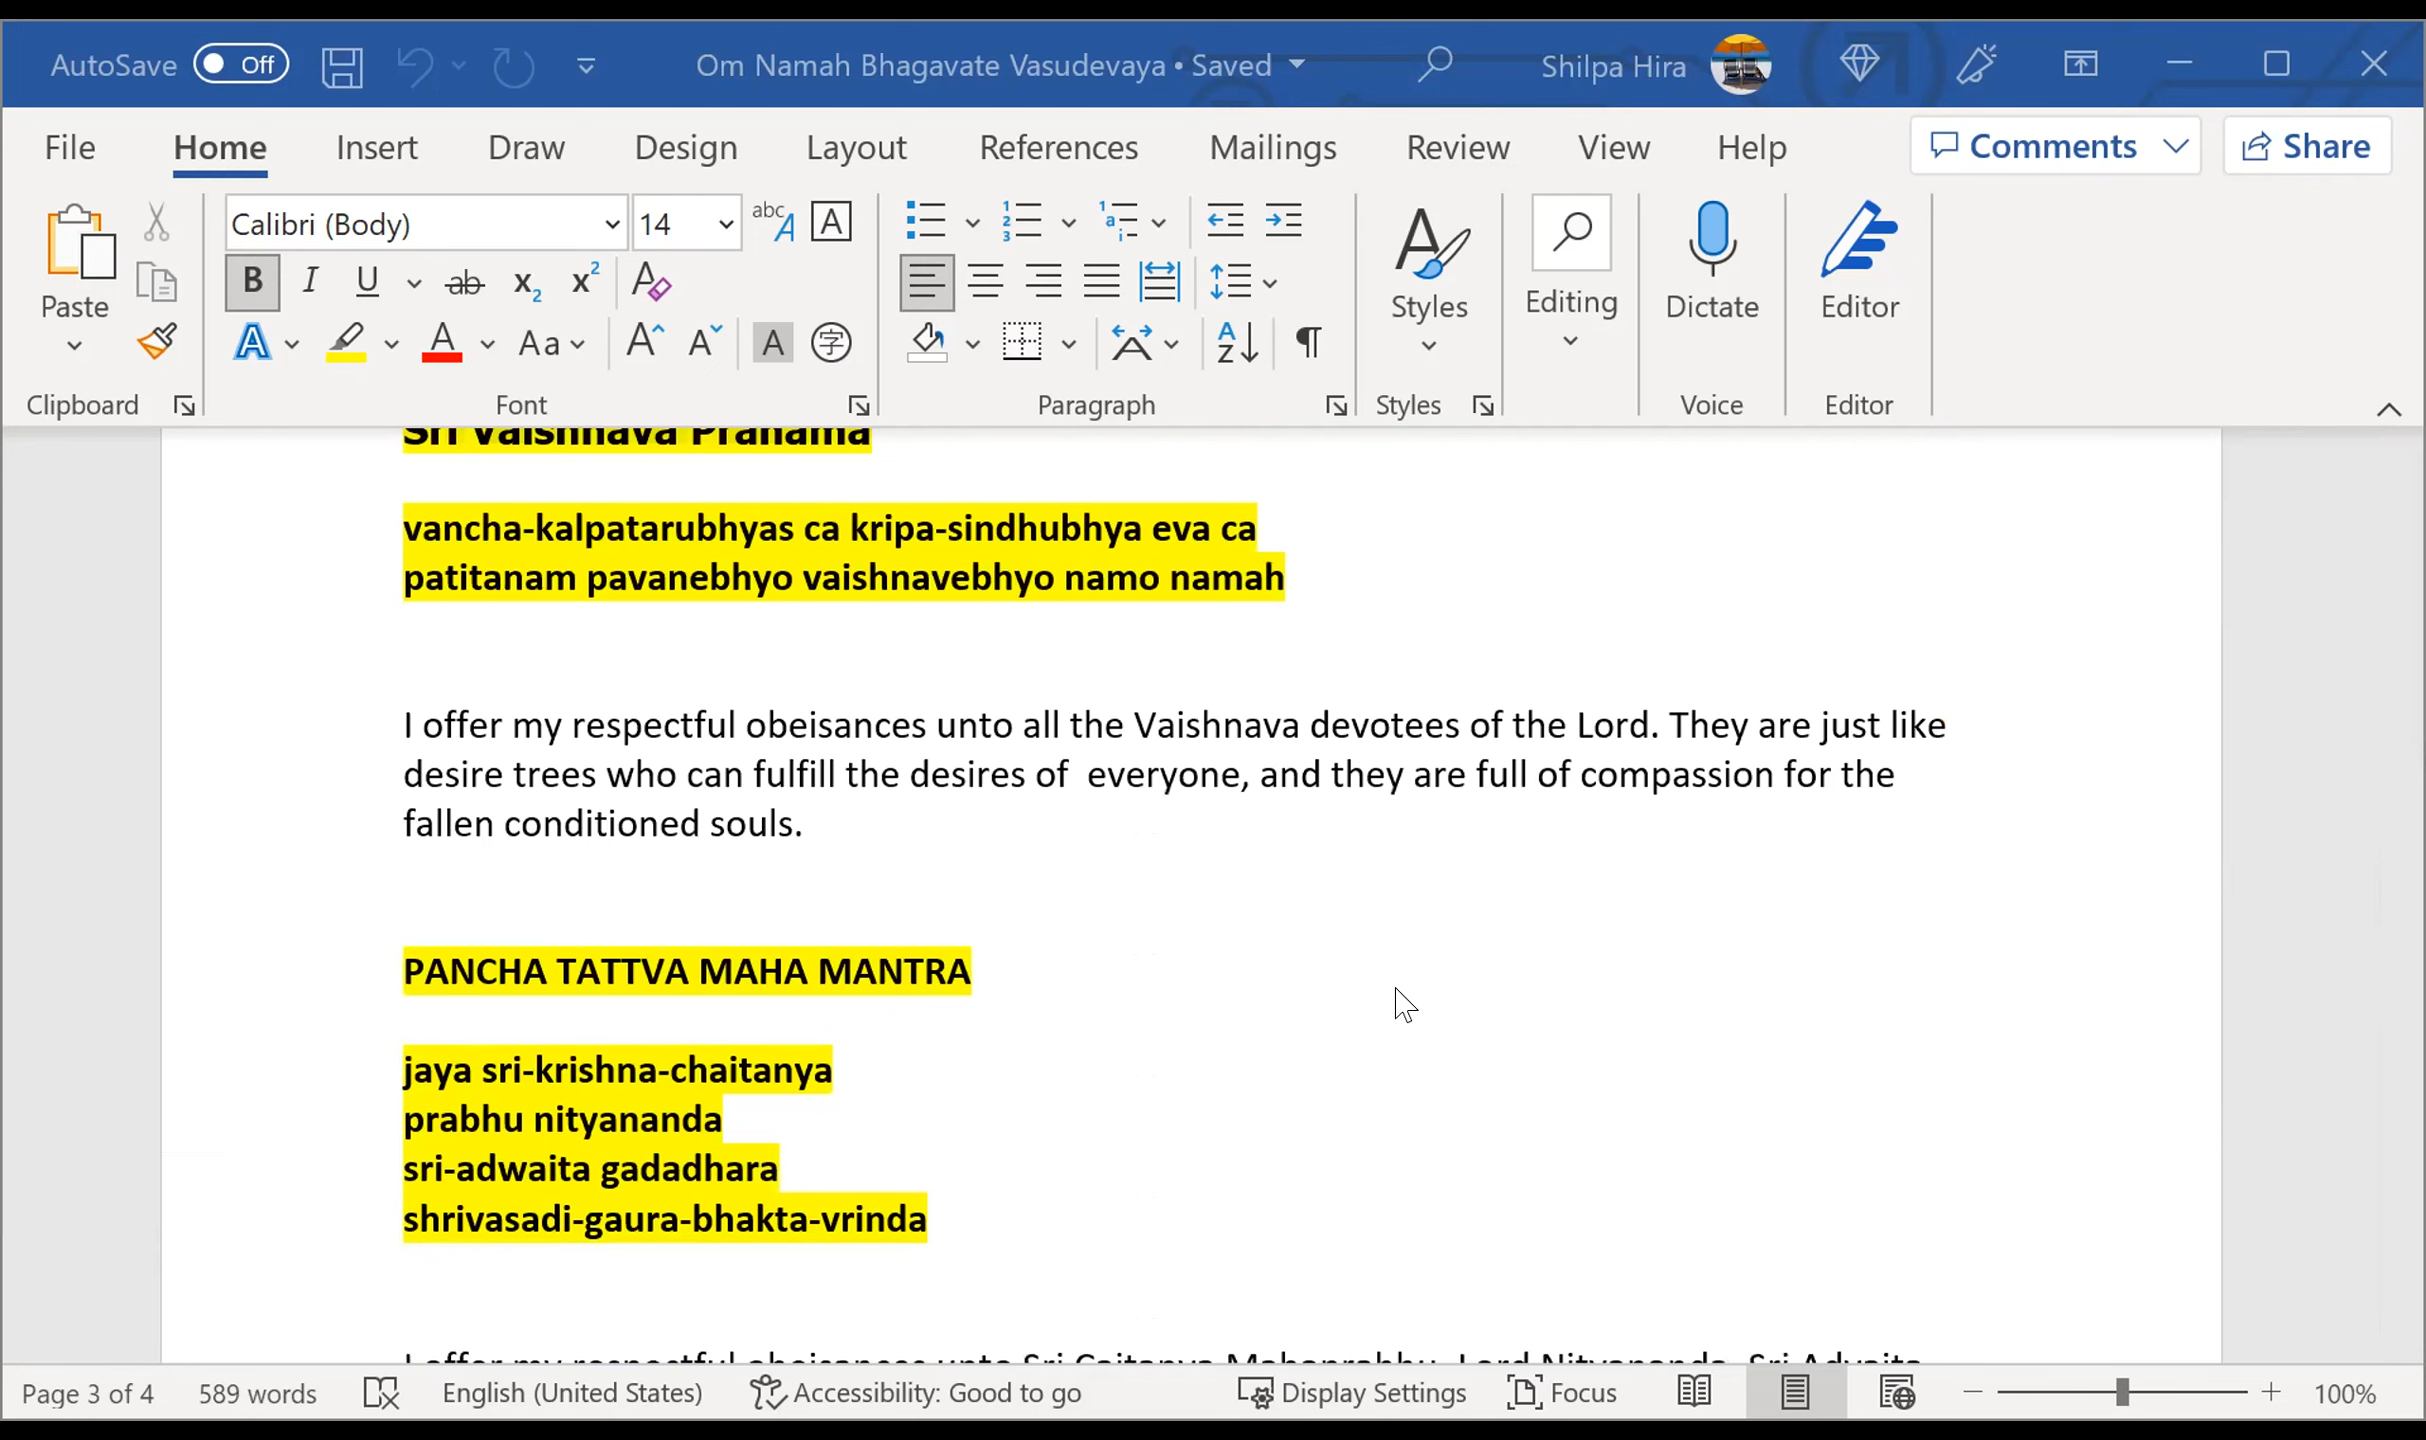 AutoSave Off Om Namah Bhagavate Vasudevaya • Saved Shilpa Hira
File Home Insert Draw Design Layout References Mailings Review View Help Comments Share
Calibri (Body) 14
Paste Styles Editing Dictate Editor
Clipboard Font Paragraph Styles Voice Editor
Sri Vaishnava Pranama
vancha-kalpatarubhyas ca kripa-sindhubhya eva ca
patitanam pavanebhyo vaishnavebhyo namo namah
I offer my respectful obeisances unto all the Vaishnava devotees of the Lord. They are just like
desire trees who can fulfill the desires of  everyone, and they are full of compassion for the
fallen conditioned souls.
PANCHA TATTVA MAHA MANTRA
jaya sri-krishna-chaitanya
prabhu nityananda
sri-adwaita gadadhara
shrivasadi-gaura-bhakta-vrinda
I offer my respectful obeisances unto Sri Caitanya Mahaprabhu, Lord Nityananda, Sri Advaita
Page 3 of 4 589 words English (United States) Accessibility: Good to go Display Settings Focus 100%